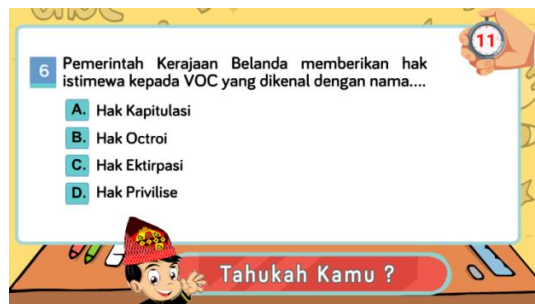 11
6 Pemerintah Kerajaan Belanda memberikan hak
istimewa kepada VOC yang dikenal dengan nama....
A. Hak Kapitulasi
B. Hak Octroi
C. Hak Ektirpasi
D. Hak Privilise
Tahukah Kamu ?